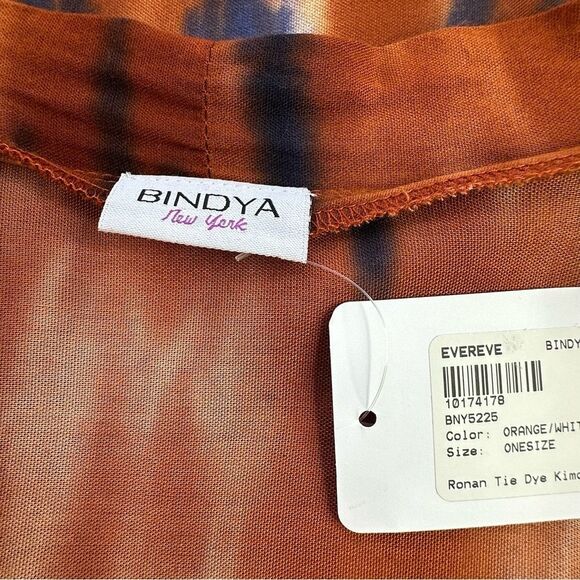 BINDYA
New York
EVEREVE BINDY
10174178
BNY5225
Color: ORANGE/WHIT
Size: ONESIZE
Ronan Tie Dye Kimo